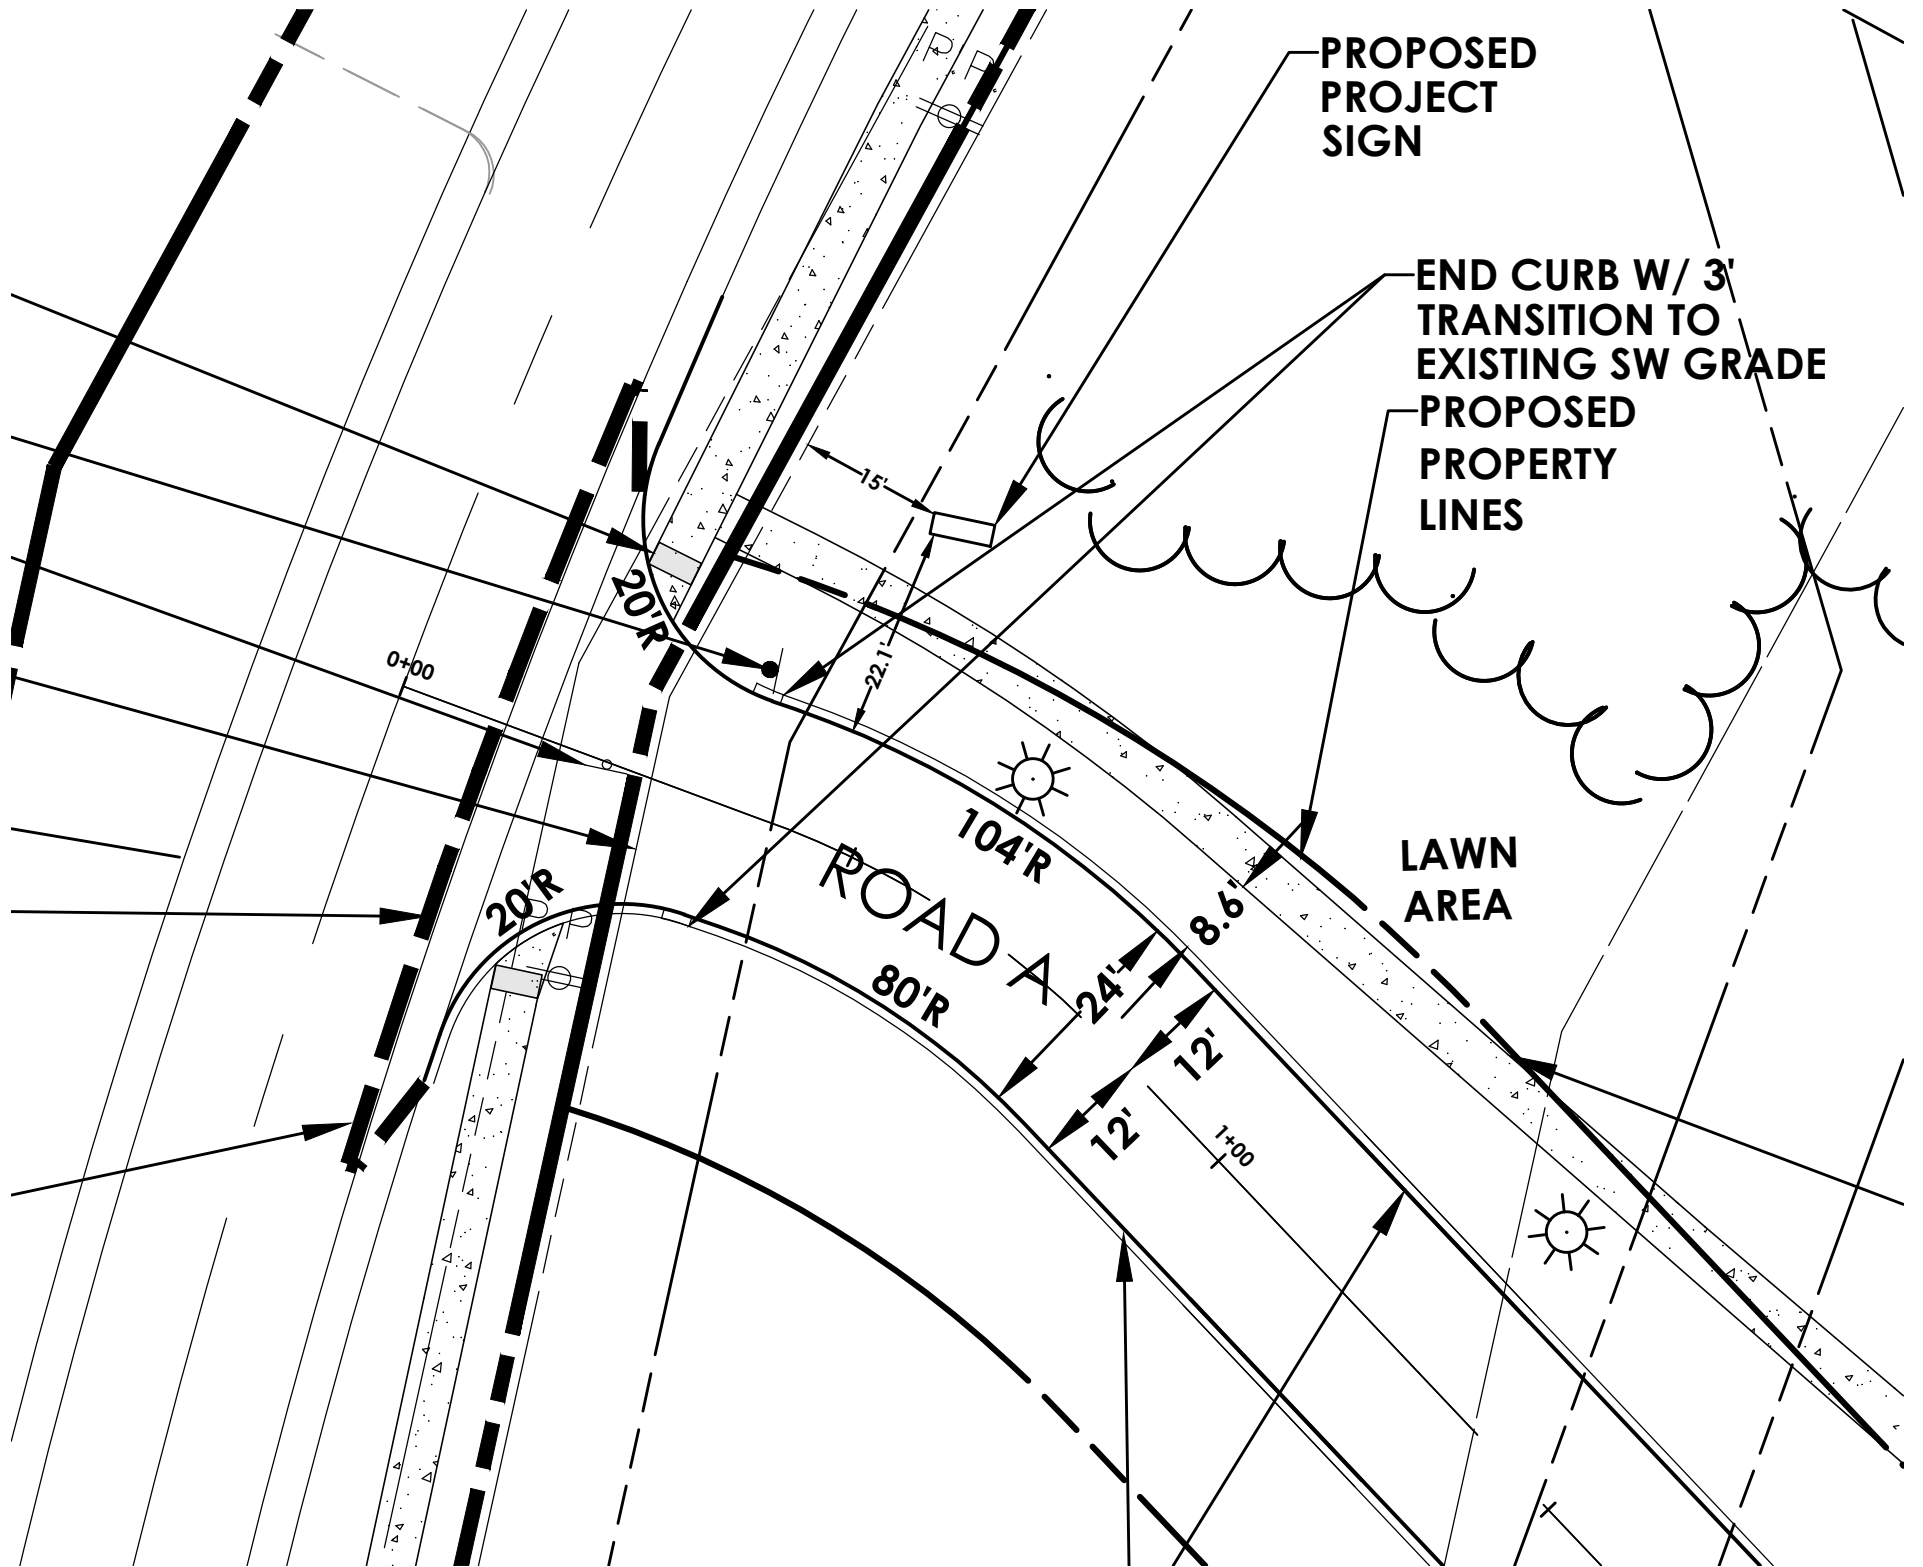 PROPOSED
PROJECT
SIGN
END CURB W/ 3'
TRANSITION TO
EXISTING SW GRADE
PROPOSED
PROPERTY
LINES
15'
20'R
22.1'
0+00
104'R
LAWN
AREA
20'R
ROAD A
8.6'
80'R
24'
12'
12'
1+00
D
D
D
D